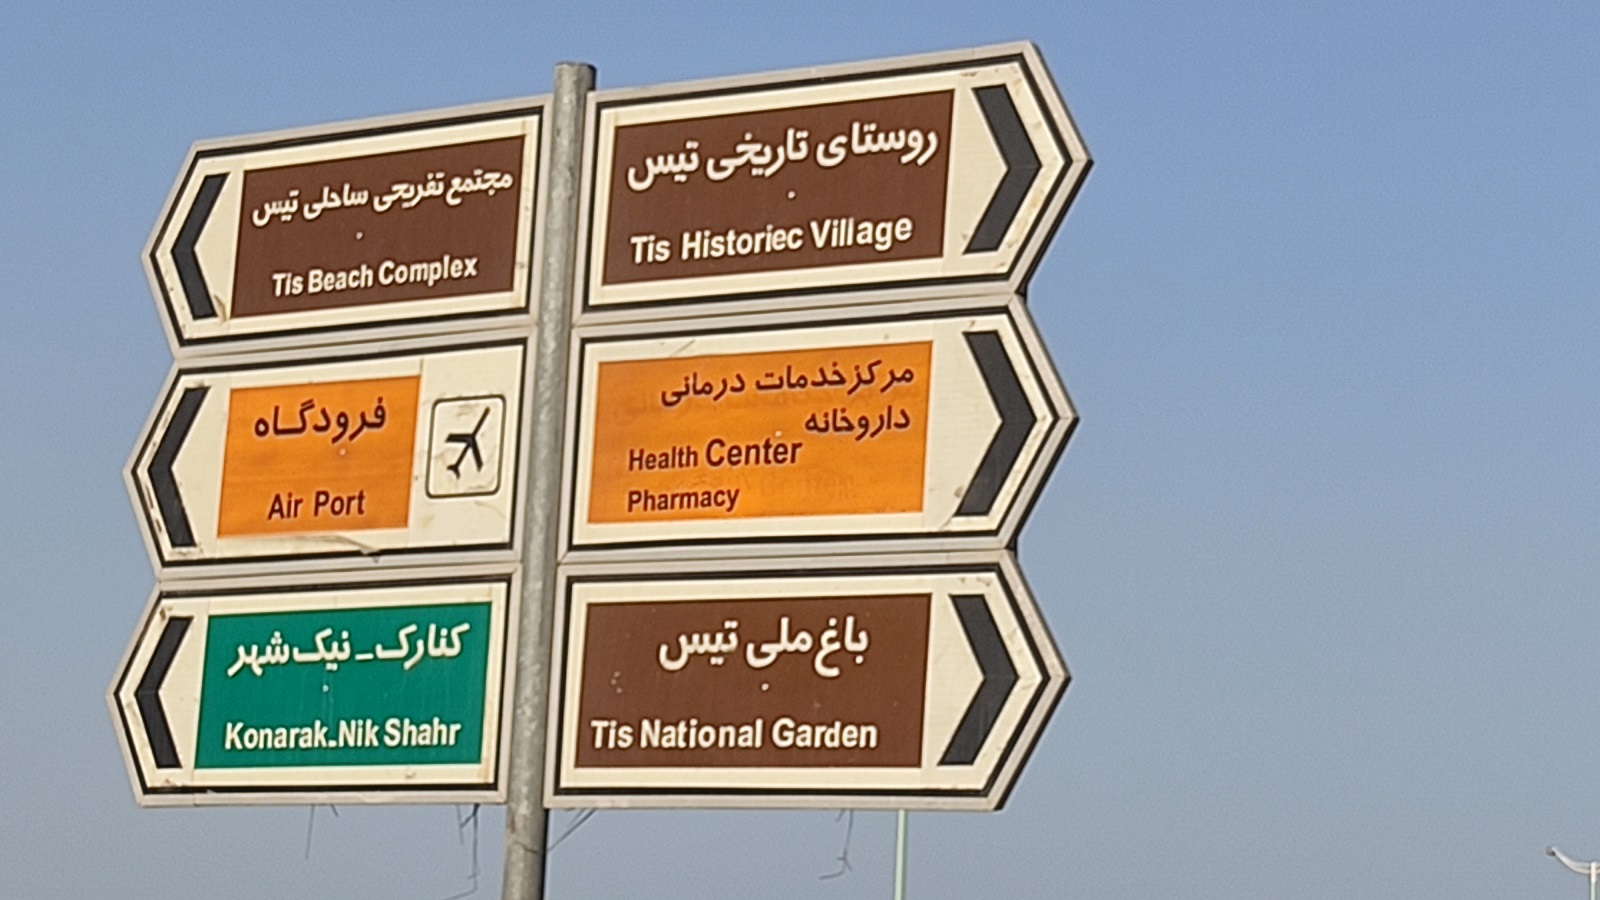 مجتمع تفریحی ساحلی تیس
Tis Beach Complex
روستای تاریخی تیس
Tis Historiec Village
فرودگاه
Air Port
مرکز خدمات درمانی
داروخانه
Health Center
Pharmacy
کنارک - نیک شهر
Konarak-Nik Shahr
باغ ملی تیس
Tis National Garden